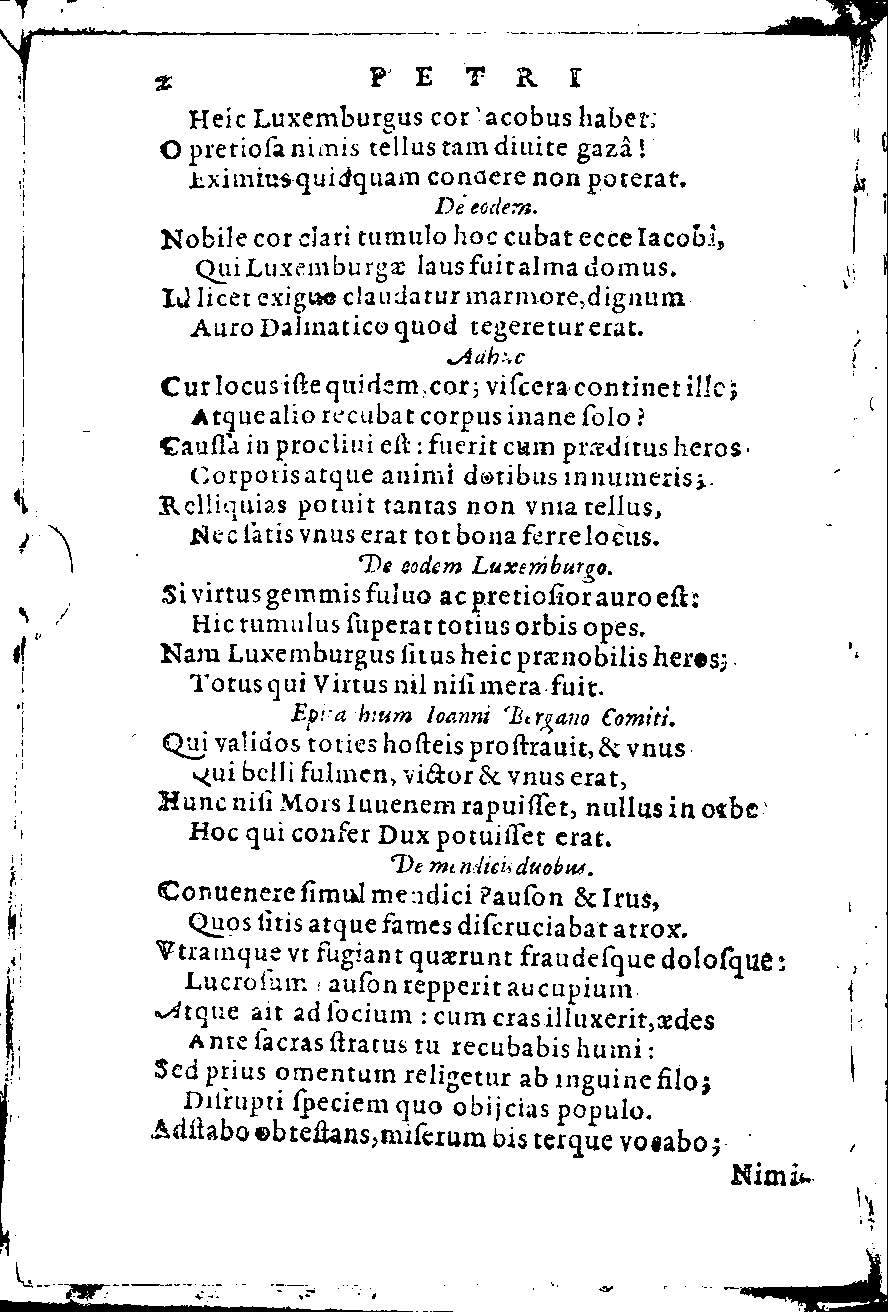 2 PETRI
Heic Luxemburgus cor Iacobus habet;
O pretioſa nimis tellus tam diuite gazâ!
Eximius quidquam condere non poterat.
De eodem.
Nobile cor clari tumulo hoc cubat ecce Iacobi,
Qui Luxemburgæ laus fuit alma domus.
Id licet exiguo claudatur marmore, dignum
Auro Dalmatico quod tegeretur erat.
Adhuc
Cur locus iſte quidem, cor; viſcera continet ille;
Atque alio recubat corpus inane ſolo?
Cauſſa in procliui eſt: fuerit cum præditus heros
Corporis atque animi dotibus innumeris;
Relliquias potuit tantas non vnia tellus,
Nec ſatis vnus erat tot bona ferre locus.
De eodem Luxemburgo.
Si virtus gemmis fuluo ac pretioſior auro eſt:
Hic tumulus ſuperat totius orbis opes.
Nam Luxemburgus ſitus heic prænobilis heros;
Totus qui Virtus nil niſi mera fuit.
Epitaphium Ioanni Bergano Comiti.
Qui validos toties hoſteis proſtrauit, & vnus
Qui belli fulmen, victor & vnus erat,
Hunc niſi Mors Iuuenem rapuiſſet, nullus in orbe
Hoc qui confer Dux potuiſſet erat.
De mendicis duobus.
Conuenere ſimul mendici Pauſon & Irus,
Quos ſitis atque fames diſcruciabat atrox.
Vtramque vt fugiant quærunt fraudeſque doloſque:
Lucroſum Pauſon repperit aucupium
Atque ait ad ſocium: cum cras illuxerit, ædes
Ante ſacras ſtratus tu recubabis humi:
Sed prius omentum religetur ab inguine filo;
Diſrupti ſpeciem quo obijcias populo.
Adſtabo obteſtans, miſerum bis terque vocabo;
Nimi-